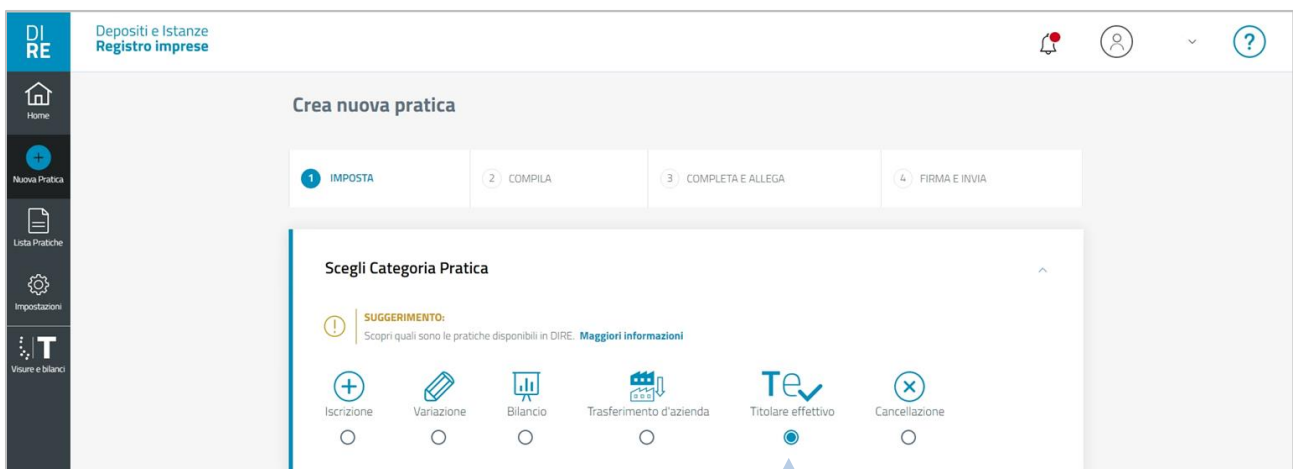 DI
RE
Depositi e Istanze
Registro imprese
?
Home
Nuova Pratica
Lista Pratiche
Impostazioni
T
Visure e bilanci
Crea nuova pratica
1 IMPOSTA
2 COMPILA
3 COMPLETA E ALLEGA
4 FIRMA E INVIA
Scegli Categoria Pratica
SUGGERIMENTO:
Scopri quali sono le pratiche disponibili in DIRE. Maggiori informazioni
Te
Iscrizione Variazione Bilancio Trasferimento d'azienda Titolare effettivo Cancellazione